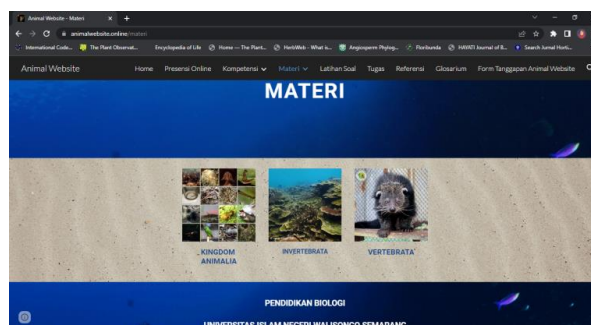 Animal Website - Materi
animalwebsite.online/materi
International Code...
The Plant Observat...
Encyclopedia of Life
Home — The Plant...
HerbWeb - What is...
Angiosperm Phylog...
Floribunda
HAYATI Journal of B...
Search Jurnal Horti...
Animal Website
Home
Presensi Online
Kompetensi
Materi
Latihan Soal
Tugas
Referensi
Glosarium
Form Tanggapan Animal Website
MATERI
KINGDOM
ANIMALIA
INVERTEBRATA
VERTEBRATA
PENDIDIKAN BIOLOGI
UNIVERSITAS ISLAM NEGERI WALISONGO SEMARANG